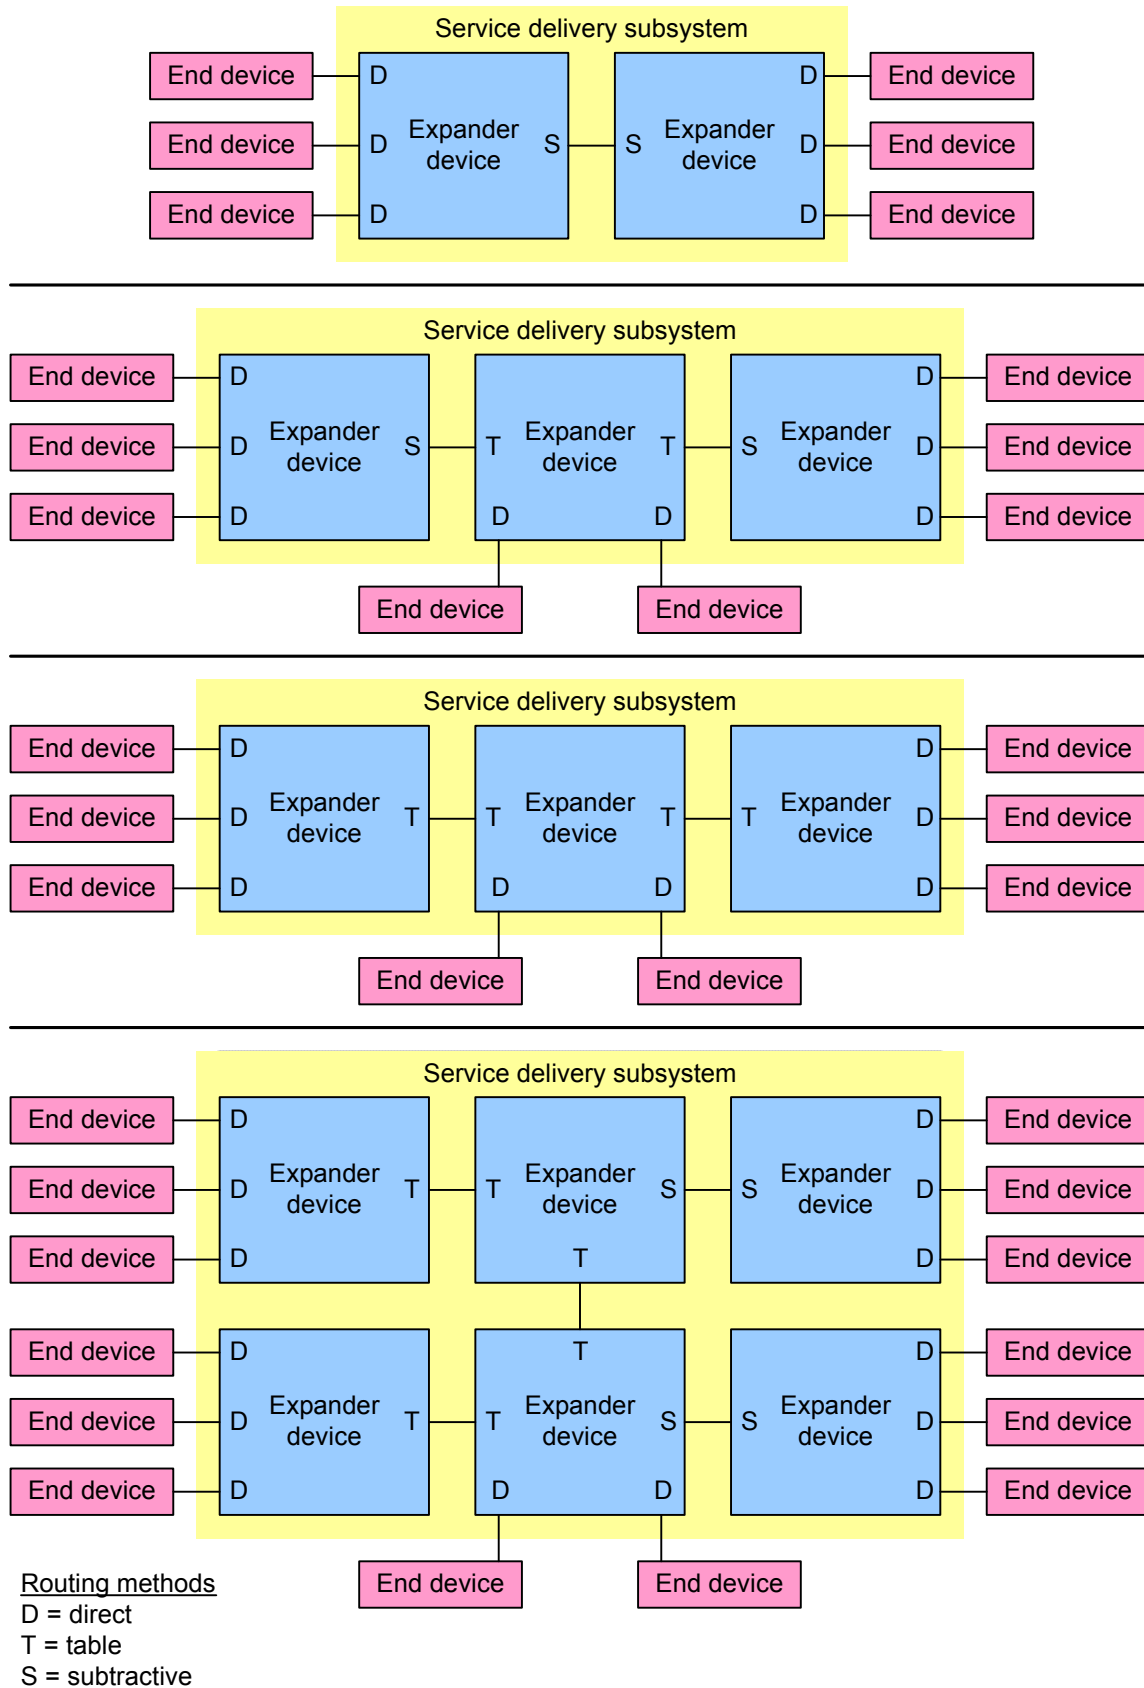 Service delivery subsystem
End device D D End device
Expander device S S Expander device
End device D D End device
End device D D End device
Service delivery subsystem
End device D D End device
Expander device Expander device Expander device
End device D S T T S D End device
End device D D D D End device
End device End device
Service delivery subsystem
End device D D End device
Expander device Expander device Expander device
End device D T T T T D End device
End device D D D D End device
End device End device
Service delivery subsystem
End device D D End device
Expander device Expander device Expander device
End device D T T S S D End device
End device D T D End device
End device D T D End device
Expander device Expander device Expander device
End device D T T S S D End device
End device D D D D End device
End device End device
Routing methods
D = direct
T = table
S = subtractive